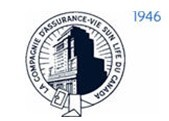 1946
LA COMPAGNIE D'ASSURANCE-VIE SUN LIFE DU CANADA